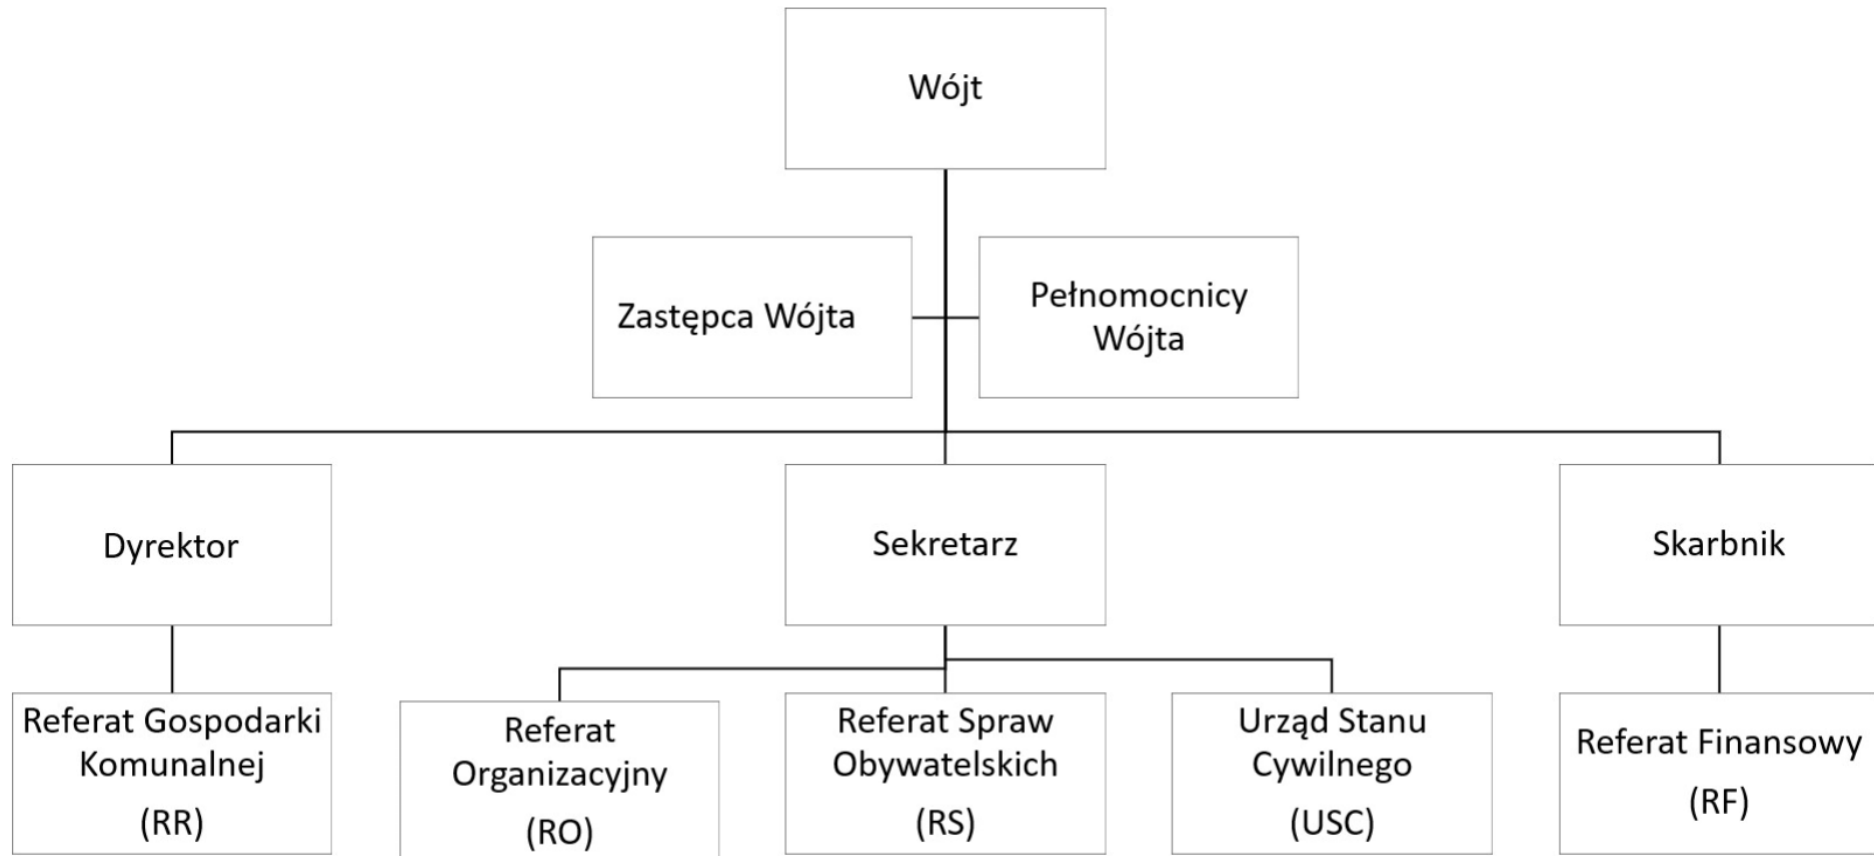 Wójt
Zastępca Wójta
Pełnomocnicy
Wójta
Dyrektor
Sekretarz
Skarbnik
Referat Gospodarki
Komunalnej
(RR)
Referat
Organizacyjny
(RO)
Referat Spraw
Obywatelskich
(RS)
Urząd Stanu
Cywilnego
(USC)
Referat Finansowy
(RF)